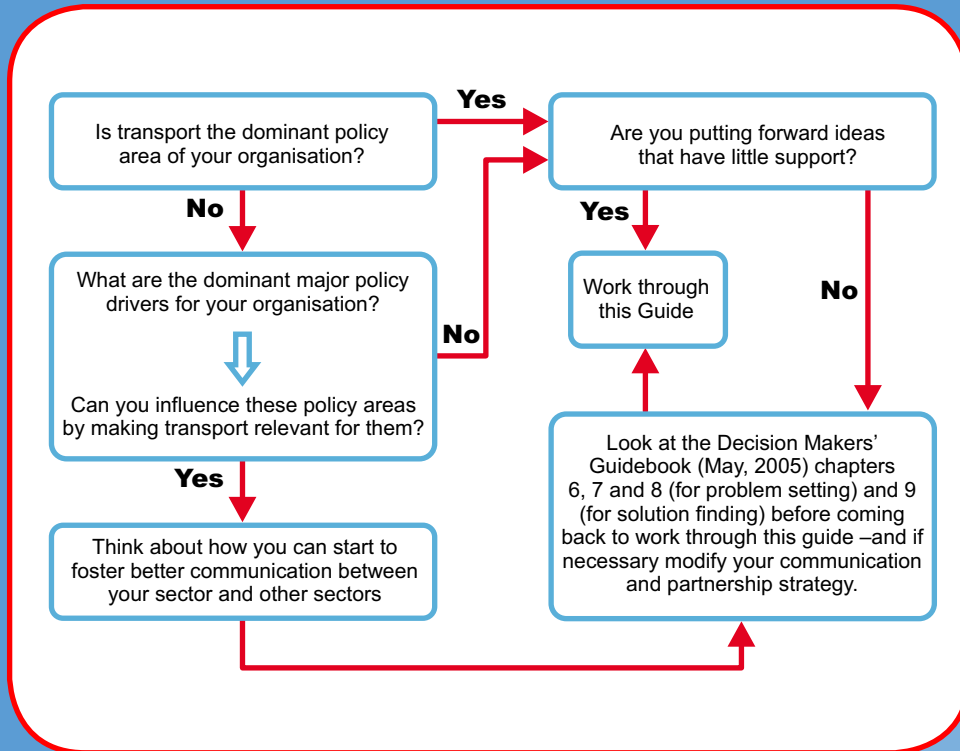 Is transport the dominant policy
area of your organisation?
Yes
Are you putting forward ideas
that have little support?
No
What are the dominant major policy
drivers for your organisation?
Can you influence these policy areas
by making transport relevant for them?
No
Yes
Work through
this Guide
No
Yes
Think about how you can start to
foster better communication between
your sector and other sectors
Look at the Decision Makers’
Guidebook (May, 2005) chapters
6, 7 and 8 (for problem setting) and 9
(for solution finding) before coming
back to work through this guide –and if
necessary modify your communication
and partnership strategy.